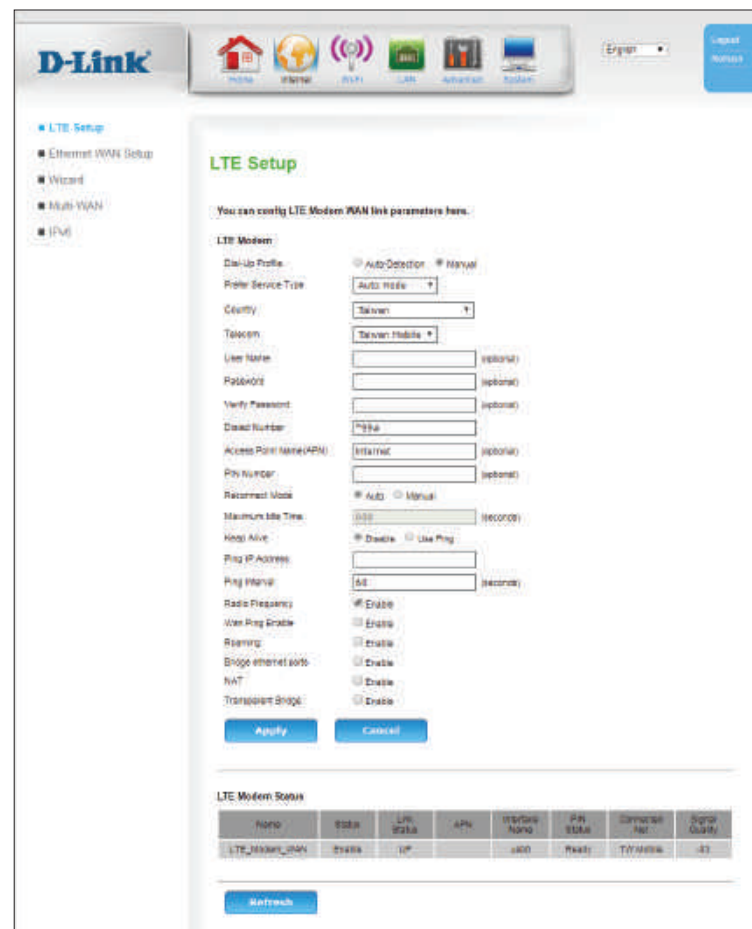 D-Link
Home Internet Wi-Fi LAN Advanced System
English
Logout
Refresh
LTE Setup
Ethernet WAN Setup
Wizard
Multi-WAN
IPv6
LTE Setup
You can config LTE Modem WAN link parameters here.
LTE Modem
Dial-Up Profile Auto-Detection Manual
Prefer Service Type Auto Mode
Country Taiwan
Telecom Taiwan Mobile
User Name (optional)
Password (optional)
Verify Password (optional)
Dialed Number *99#
Access Point Name(APN) internet (optional)
PIN Number (optional)
Reconnect Mode Auto Manual
Maximum Idle Time (seconds)
Keep Alive Disable Use Ping
Ping IP Address
Ping Interval 60 (seconds)
Radio Frequency Enable
Wan Ping Enable Enable
Roaming Enable
Bridge ethernet ports Enable
NAT Enable
Transparent Bridge Enable
Apply Cancel
LTE Modem Status
Name Status Link Status APN Interface Name PIN Status Connected Net Signal Quality
LTE_Modem_WAN Enable UP Ready TW Mobile
Refresh